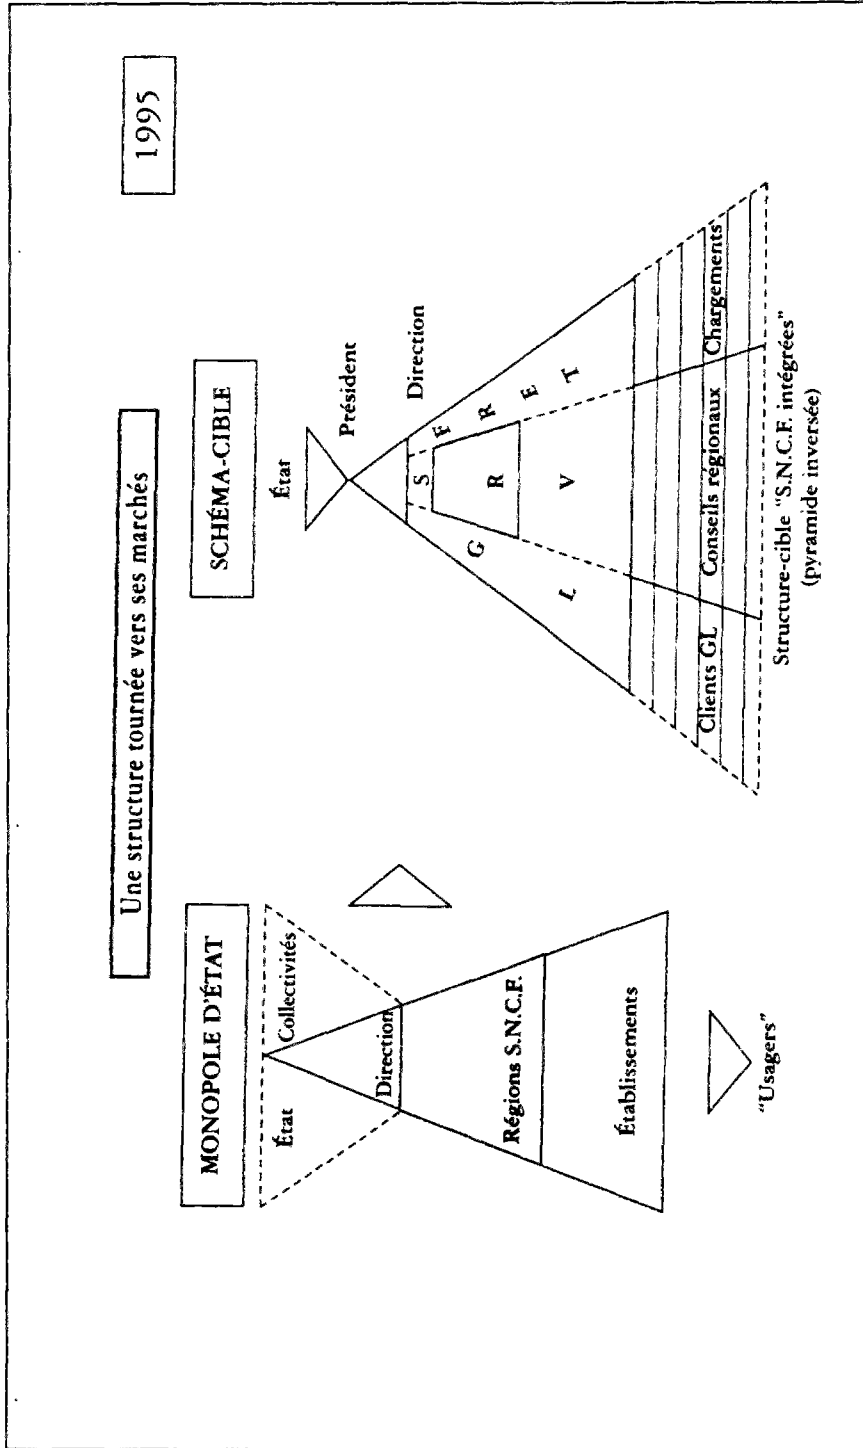 1995
Une structure tournée vers ses marchés
MONOPOLE D'ÉTAT
État
Collectivités
Direction
Régions S.N.C.F.
Établissements
"Usagers"
SCHÉMA-CIBLE
État
Président
Direction
G L
S
R
V
F R E T
Clients GL
Conseils régionaux
Chargements
Structure-cible "S.N.C.F. intégrées"
(pyramide inversée)